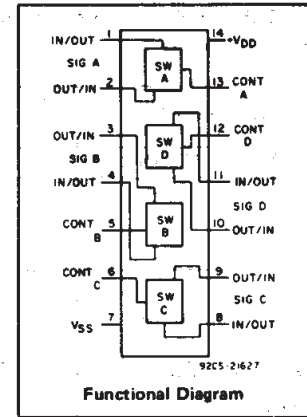 IN/OUT 1 14 +VDD
SIG A SW A
OUT/IN 2 13 CONT A
OUT/IN 3 12 CONT D
SIG B SW D
IN/OUT 4 11 IN/OUT
SIG D
CONT B 5 SW B 10 OUT/IN
CONT C 6 9 OUT/IN
SW C SIG C
VSS 7 8 IN/OUT
92CS-21627
Functional Diagram